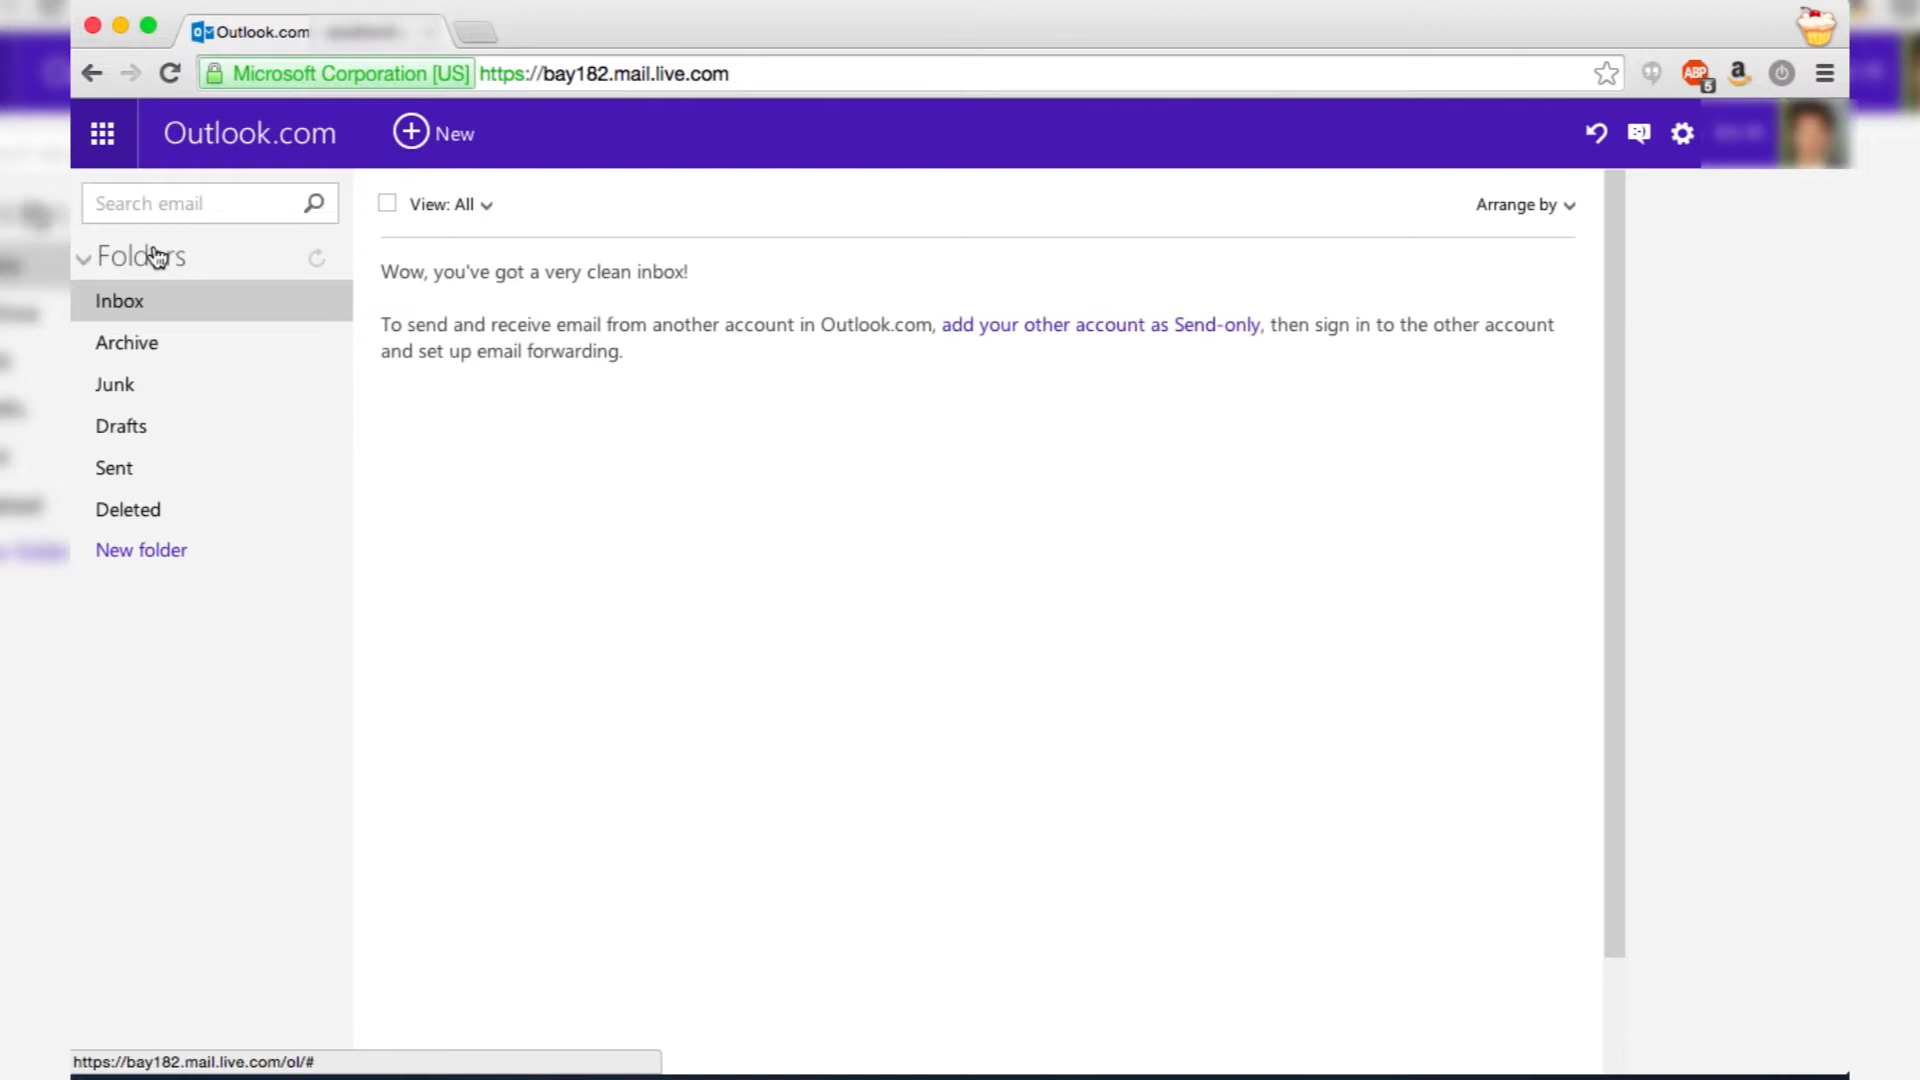 Outlook.com
Microsoft Corporation [US] https://bay182.mail.live.com
ABP 5 a
Outlook.com New
Search email
View: All
Arrange by
Folders
Wow, you've got a very clean inbox!
Inbox
To send and receive email from another account in Outlook.com, add your other account as Send-only, then sign in to the other account
and set up email forwarding.
Archive
Junk
Drafts
Sent
Deleted
New folder
https://bay182.mail.live.com/ol/#